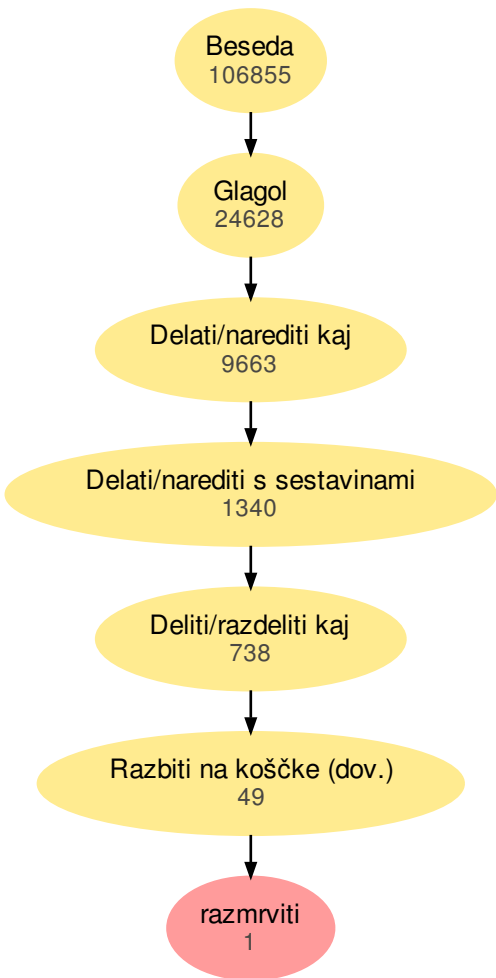 Beseda
106855
Glagol
24628
Delati/narediti kaj
9663
Delati/narediti s sestavinami
1340
Deliti/razdeliti kaj
738
Razbiti na koščke (dov.)
49
razmrviti
1